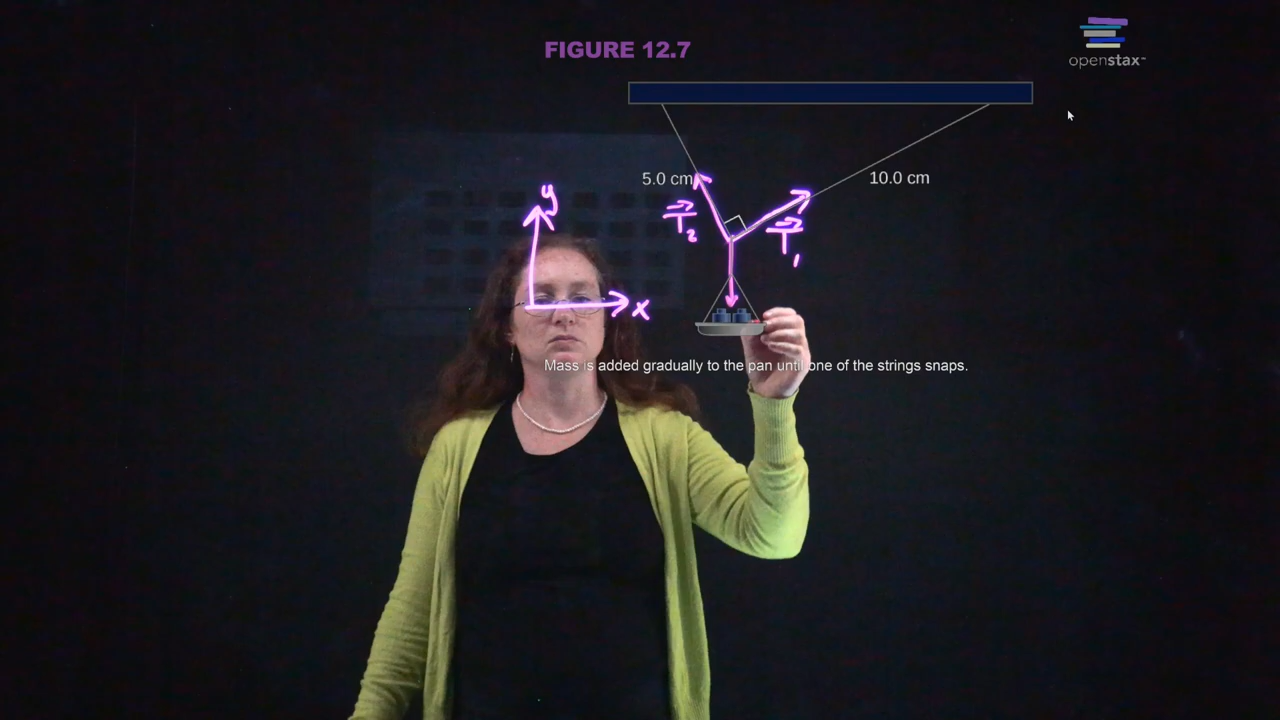 FIGURE 12.7
openstax™
5.0 cm
10.0 cm
y
T₂
T₁
x
Mass is added gradually to the pan until one of the strings snaps.